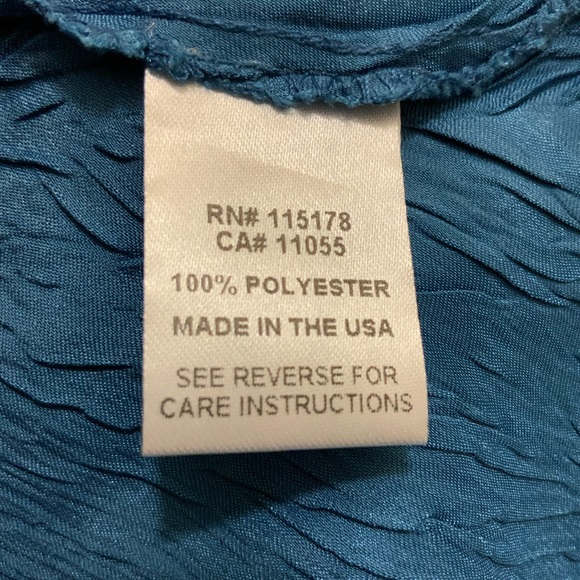 RN# 115178
CA# 11055
100% POLYESTER
MADE IN THE USA
SEE REVERSE FOR
CARE INSTRUCTIONS